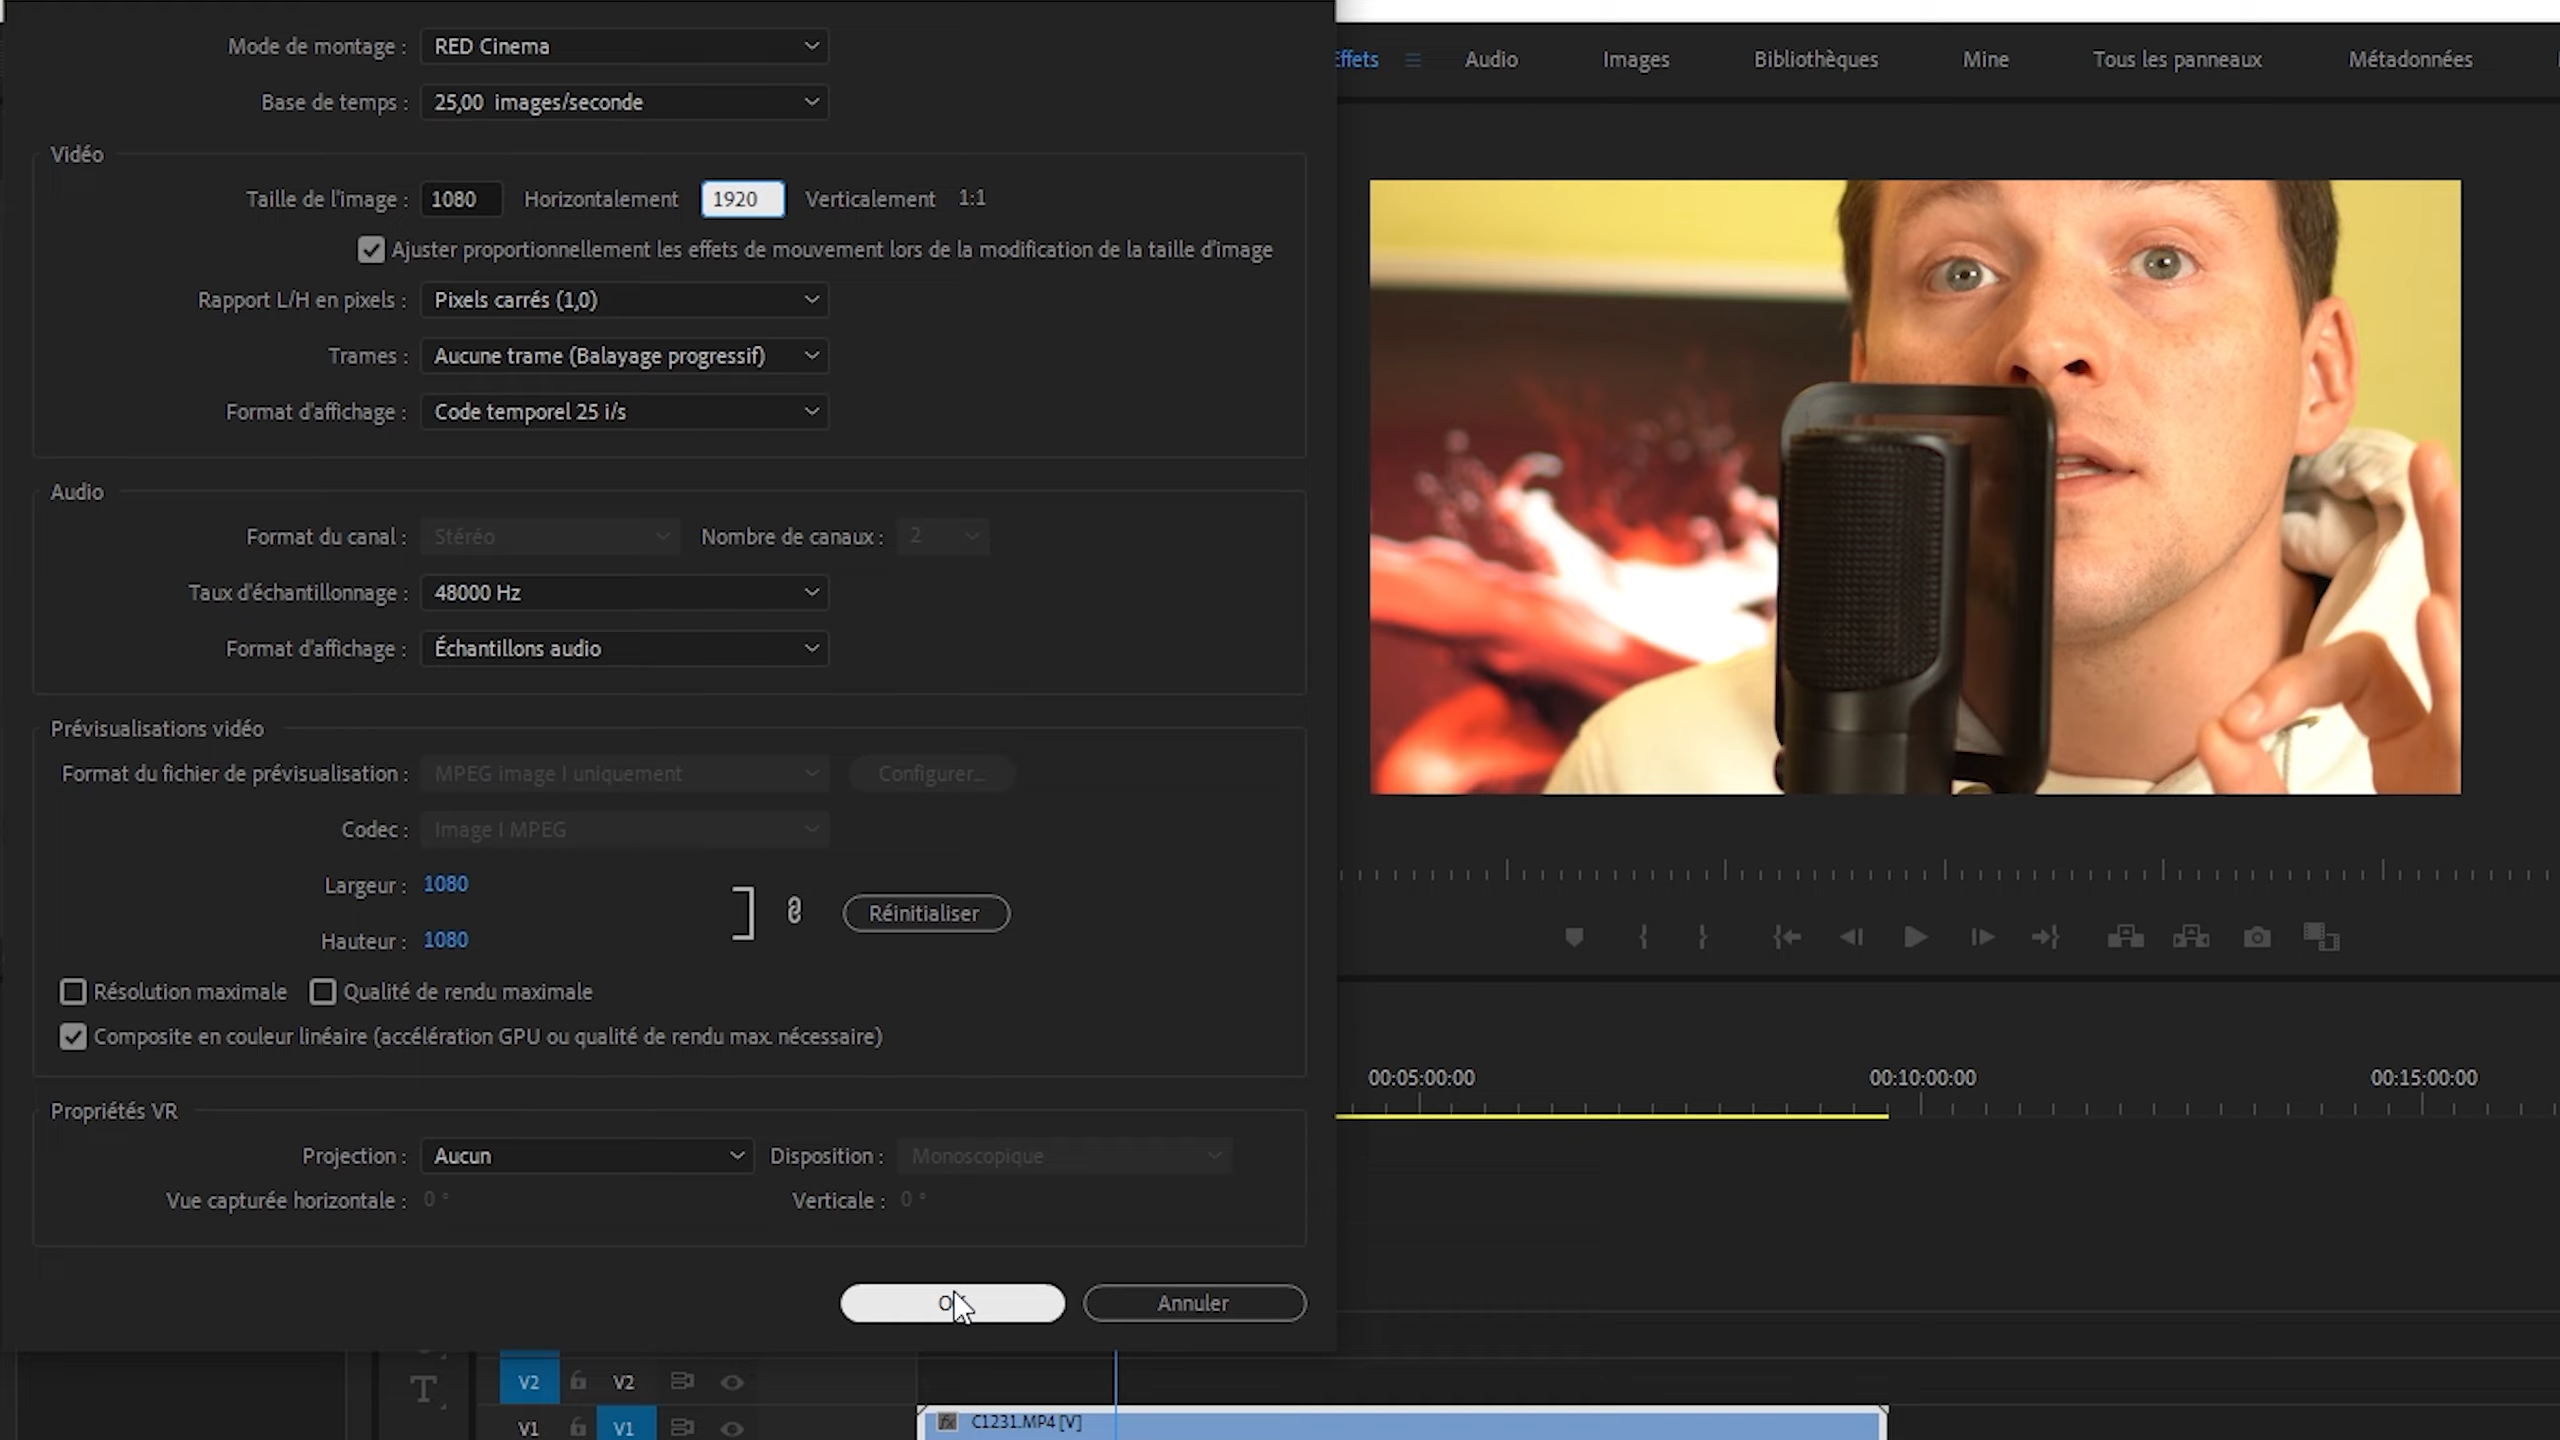 Mode de montage : RED Cinema
Base de temps : 25,00 images/seconde
Vidéo
Taille de l'image : 1080 Horizontalement 1920 Verticalement 1:1
Ajuster proportionnellement les effets de mouvement lors de la modification de la taille d'image
Rapport L/H en pixels : Pixels carrés (1,0)
Trames : Aucune trame (Balayage progressif)
Format d'affichage : Code temporel 25 i/s
Audio
Format du canal : Stéréo Nombre de canaux : 2
Taux d'échantillonnage : 48000 Hz
Format d'affichage : Échantillons audio
Prévisualisations vidéo
Format du fichier de prévisualisation : MPEG image I uniquement Configurer...
Codec : Image I MPEG
Largeur : 1080
Réinitialiser
Hauteur : 1080
Résolution maximale Qualité de rendu maximale
Composite en couleur linéaire (accélération GPU ou qualité de rendu max. nécessaire)
Propriétés VR
Projection : Aucun Disposition : Monoscopique
Vue capturée horizontale : 0 ° Verticale : 0 °
Annuler
Effets Audio Images Bibliothèques Mine Tous les panneaux Métadonnées
00:05:00:00 00:10:00:00 00:15:00:00
V2 V2
V1 V1
fx C1231.MP4 [V]